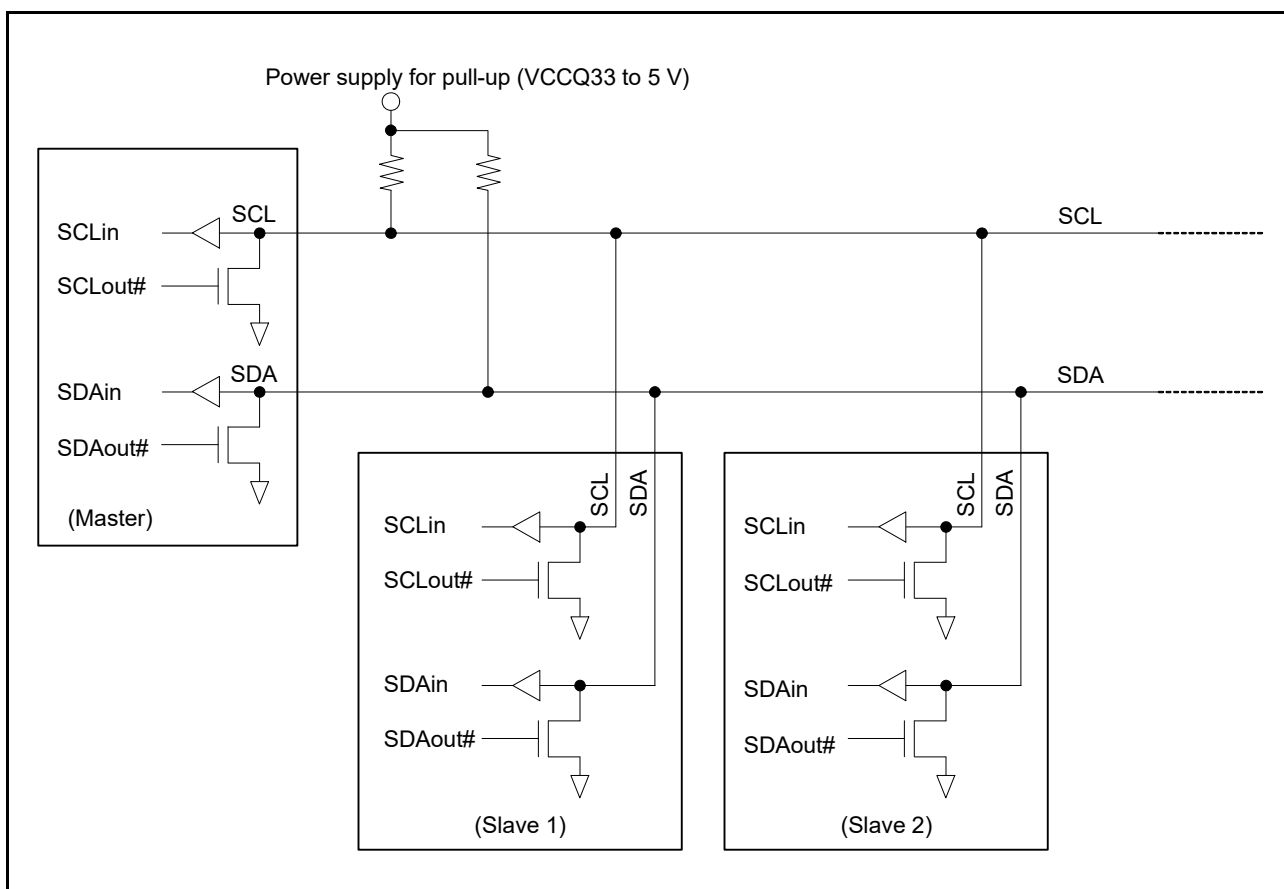 Power supply for pull-up (VCCQ33 to 5 V)
SCL
SCLin
SCLout#
SDA
SDAin
SDAout#
(Master)
SCL
SDA
SCL
SDA
SCLin
SCLout#
SDAin
SDAout#
(Slave 1)
SCL
SDA
SCLin
SCLout#
SDAin
SDAout#
(Slave 2)